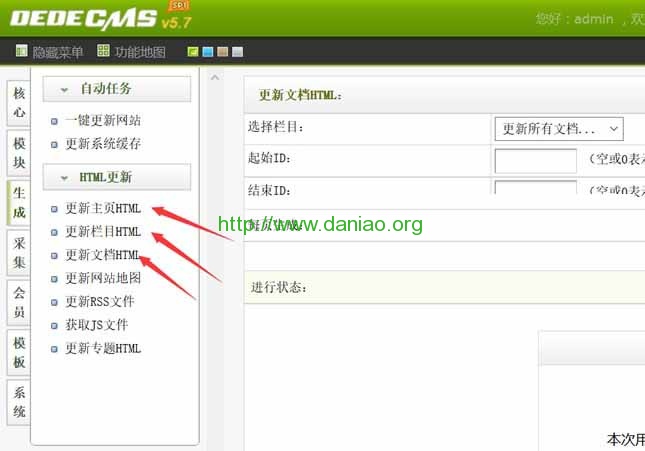 DEDECMS v5.7 SP1
您好：admin ，欢
隐藏菜单 功能地图
核心
模块
生成
采集
会员
模板
系统
自动任务
一键更新网站
更新系统缓存
HTML更新
更新主页HTML
更新栏目HTML
更新文档HTML
更新网站地图
更新RSS文件
获取JS文件
更新专题HTML
更新文档HTML：
选择栏目： 更新所有文档...
起始ID： （空或0表
结束ID： （空或0表
http://www.daniao.org
进行状态：
本次用